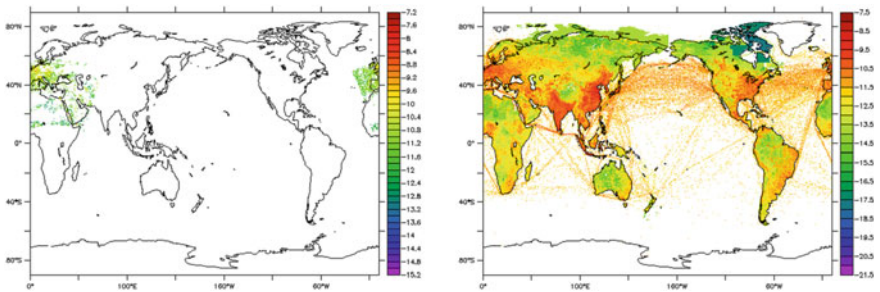 80°N
40°N
0°
40°S
80°S
0°
100°E
160°W
60°W
-7.2
-7.6
-8
-8.4
-8.8
-9.2
-9.6
-10
-10.4
-10.8
-11.2
-11.6
-12
-12.4
-12.8
-13.2
-13.6
-14
-14.4
-14.8
-15.2
80°N
40°N
0°
40°S
80°S
0°
100°E
160°W
60°W
-7.5
-8.5
-9.5
-10.5
-11.5
-12.5
-13.5
-14.5
-15.5
-16.5
-17.5
-18.5
-19.5
-20.5
-21.5